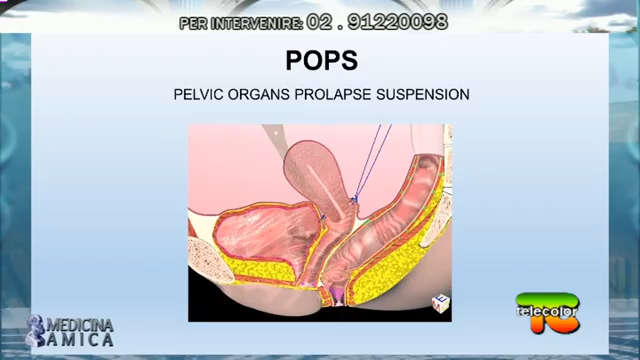 PER INTERVENIRE: 02 . 91220098
POPS
PELVIC ORGANS PROLAPSE SUSPENSION
MEDICINA
AMICA
telecolor